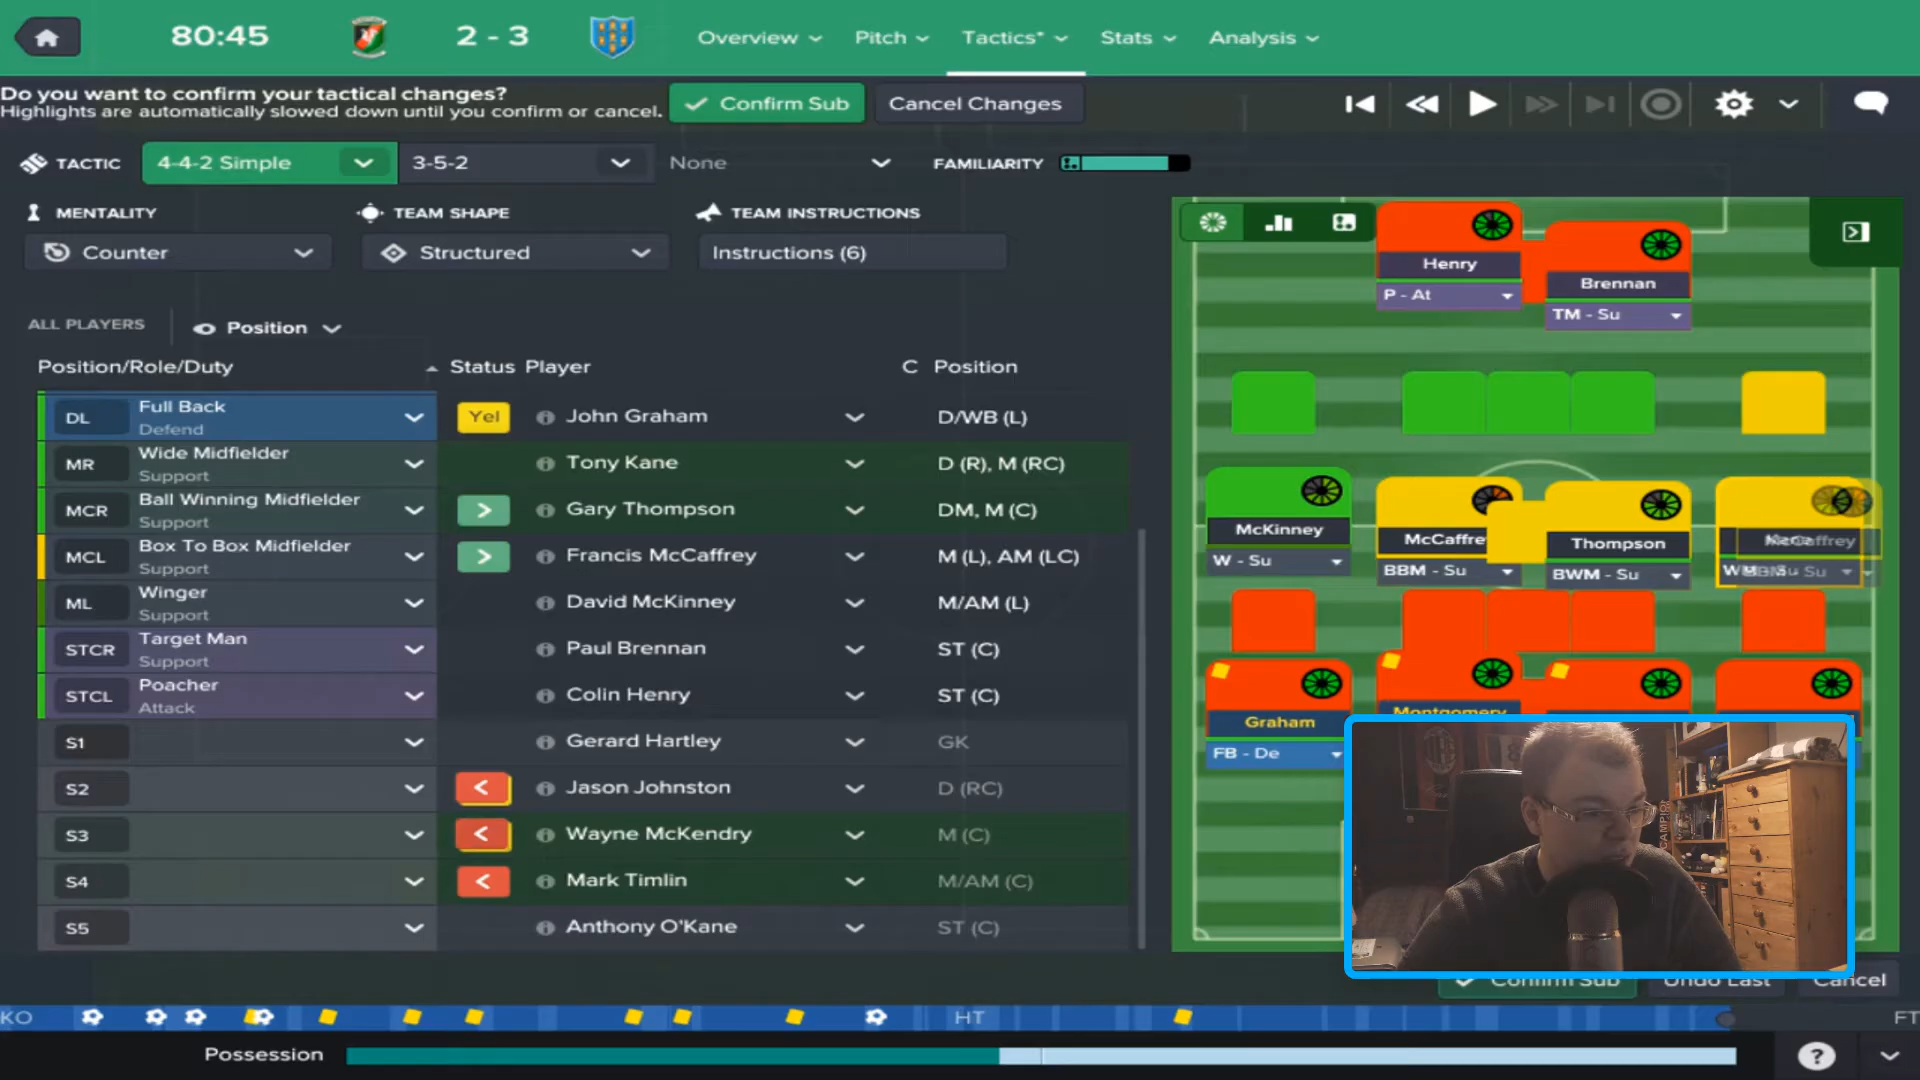 80:45
2 - 3
Overview
Pitch
Tactics*
Stats
Analysis
Do you want to confirm your tactical changes?
Highlights are automatically slowed down until you confirm or cancel.
Confirm Sub
Cancel Changes
TACTIC
4-4-2 Simple
3-5-2
None
FAMILIARITY
MENTALITY
TEAM SHAPE
TEAM INSTRUCTIONS
Counter
Structured
Instructions (6)
ALL PLAYERS
Position
Position/Role/Duty
Status
Player
C
Position
DL Full Back Yel John Graham D/WB (L)
Defend
MR Wide Midfielder Tony Kane D (R), M (RC)
Support
MCR Ball Winning Midfielder Gary Thompson DM, M (C)
Support
MCL Box To Box Midfielder Francis McCaffrey M (L), AM (LC)
Support
ML Winger David McKinney M/AM (L)
Support
STCR Target Man Paul Brennan ST (C)
Support
STCL Poacher Colin Henry ST (C)
Attack
S1 Gerard Hartley GK
S2 Jason Johnston D (RC)
S3 Wayne McKendry M (C)
S4 Mark Timlin M/AM (C)
S5 Anthony O'Kane ST (C)
Henry
P - At
Brennan
TM - Su
McKinney
W - Su
McCaffre
BBM - Su
Thompson
BWM - Su
Graham
FB - De
Montgomery
Confirm Sub
Undo Last
Cancel
KO
HT
FT
Possession
?